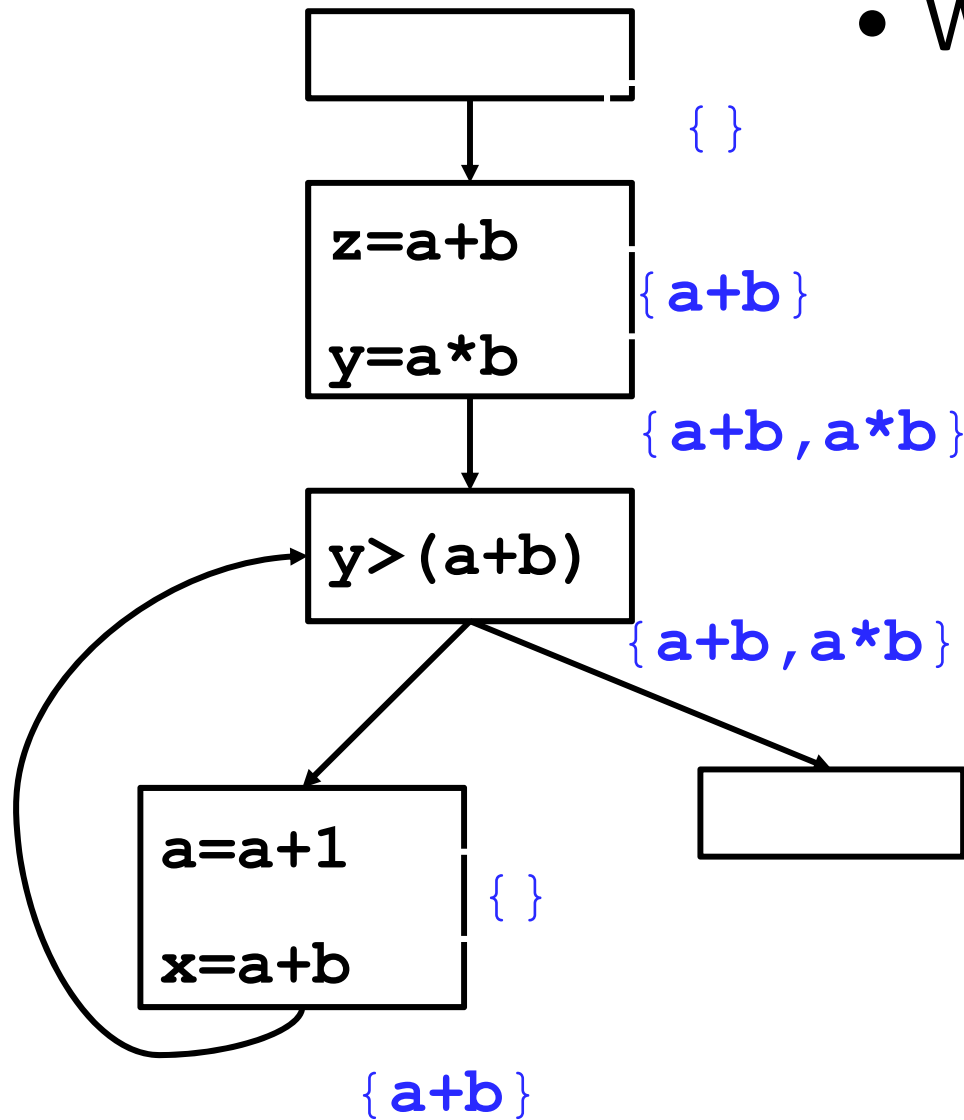 • W
{ }
z=a+b
{a+b}
y=a*b
{a+b,a*b}
y>(a+b)
{a+b,a*b}
a=a+1
{ }
x=a+b
{a+b}